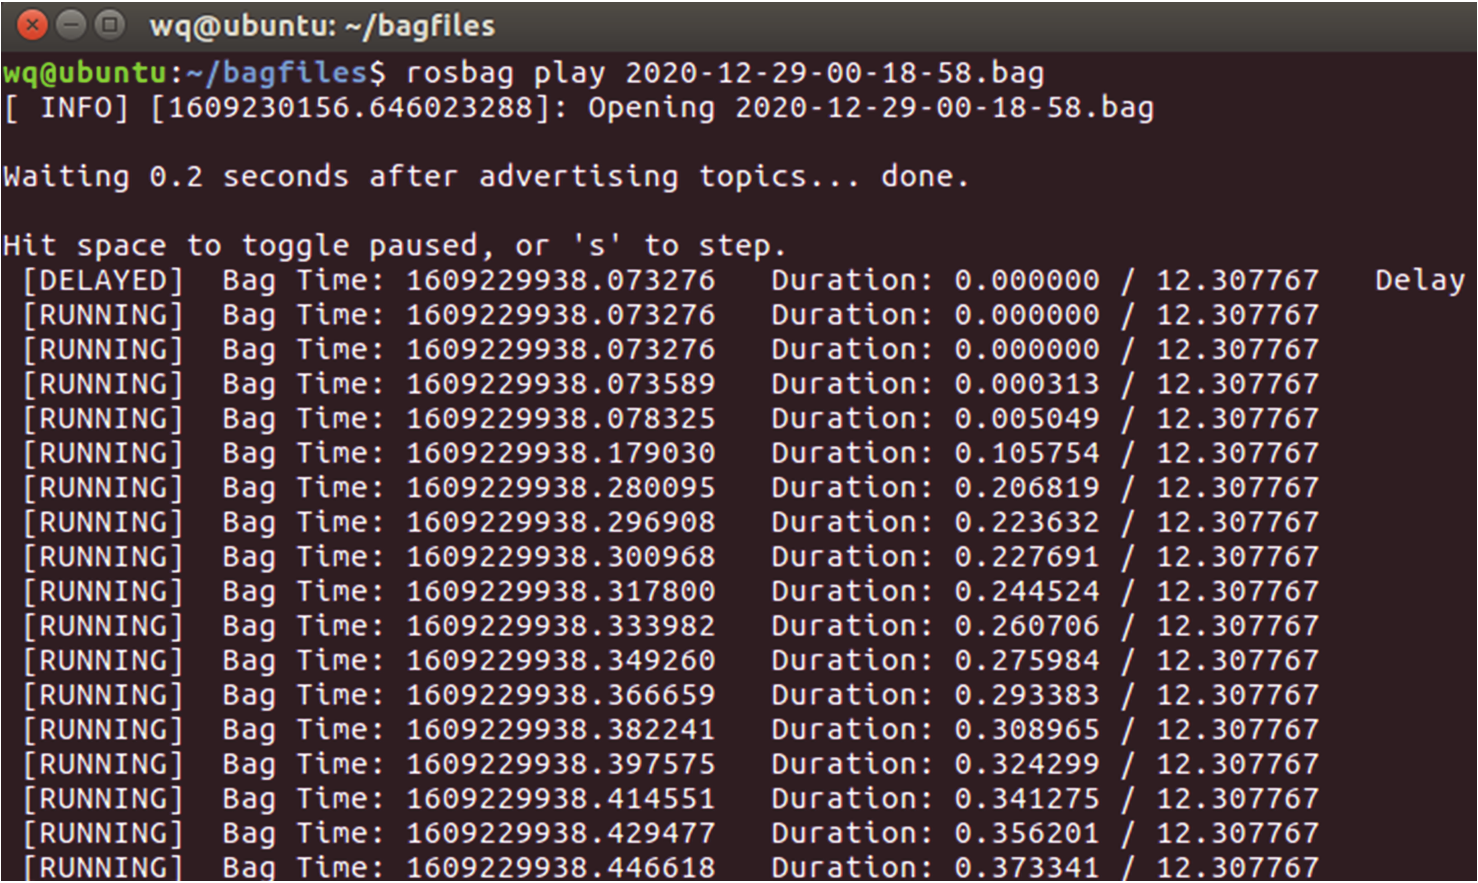 wq@ubuntu: ~/bagfiles
wq@ubuntu:~/bagfiles$ rosbag play 2020-12-29-00-18-58.bag
[ INFO] [1609230156.646023288]: Opening 2020-12-29-00-18-58.bag
Waiting 0.2 seconds after advertising topics... done.
Hit space to toggle paused, or 's' to step.
[DELAYED]  Bag Time: 1609229938.073276   Duration: 0.000000 / 12.307767   Delay
[RUNNING]  Bag Time: 1609229938.073276   Duration: 0.000000 / 12.307767
[RUNNING]  Bag Time: 1609229938.073276   Duration: 0.000000 / 12.307767
[RUNNING]  Bag Time: 1609229938.073589   Duration: 0.000313 / 12.307767
[RUNNING]  Bag Time: 1609229938.078325   Duration: 0.005049 / 12.307767
[RUNNING]  Bag Time: 1609229938.179030   Duration: 0.105754 / 12.307767
[RUNNING]  Bag Time: 1609229938.280095   Duration: 0.206819 / 12.307767
[RUNNING]  Bag Time: 1609229938.296908   Duration: 0.223632 / 12.307767
[RUNNING]  Bag Time: 1609229938.300968   Duration: 0.227691 / 12.307767
[RUNNING]  Bag Time: 1609229938.317800   Duration: 0.244524 / 12.307767
[RUNNING]  Bag Time: 1609229938.333982   Duration: 0.260706 / 12.307767
[RUNNING]  Bag Time: 1609229938.349260   Duration: 0.275984 / 12.307767
[RUNNING]  Bag Time: 1609229938.366659   Duration: 0.293383 / 12.307767
[RUNNING]  Bag Time: 1609229938.382241   Duration: 0.308965 / 12.307767
[RUNNING]  Bag Time: 1609229938.397575   Duration: 0.324299 / 12.307767
[RUNNING]  Bag Time: 1609229938.414551   Duration: 0.341275 / 12.307767
[RUNNING]  Bag Time: 1609229938.429477   Duration: 0.356201 / 12.307767
[RUNNING]  Bag Time: 1609229938.446618   Duration: 0.373341 / 12.307767